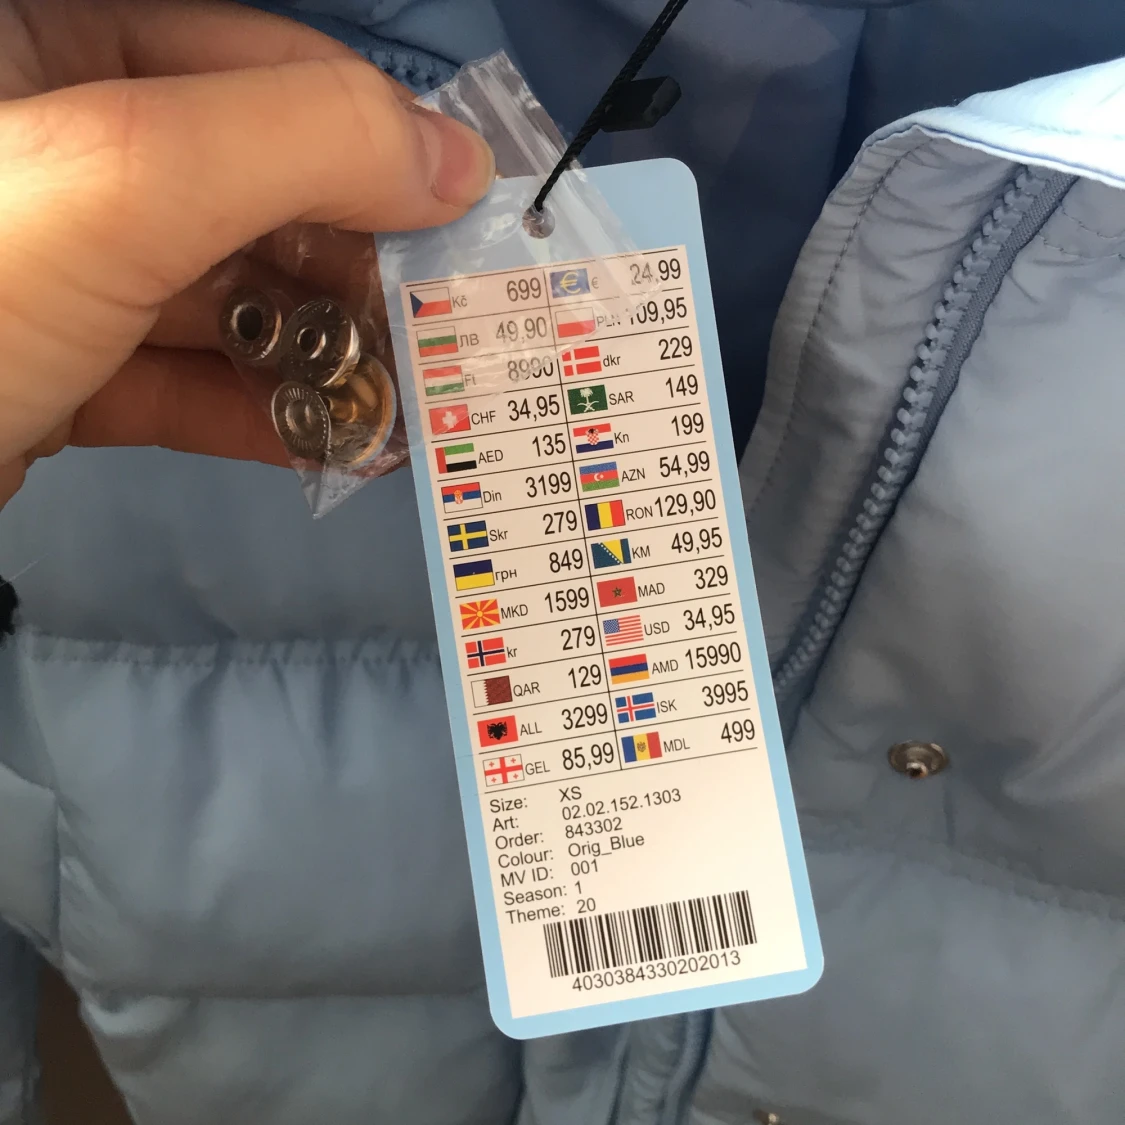 Kč 699 € 24,99
ЛВ 49,90 PLN 109,95
Ft 8990 dkr 229
CHF 34,95 SAR 149
AED 135 Kn 199
Din 3199 AZN 54,99
Skr 279 RON 129,90
грн 849 KM 49,95
MKD 1599 MAD 329
kr 279 USD 34,95
QAR 129 AMD 15990
ALL 3299 ISK 3995
GEL 85,99 MDL 499
Size: XS
Art: 02.02.152.1303
Order: 843302
Colour: Orig_Blue
MV ID: 001
Season: 1
Theme: 20
4030384330202013